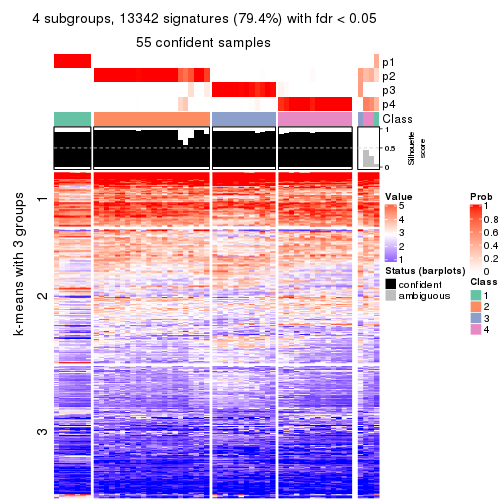 4 subgroups, 13342 signatures (79.4%) with fdr < 0.05
55 confident samples
p1
p2
p3
p4
Class
1
0.5
0
Silhouette
score
k-means with 3 groups
1
2
3
Value
5
4
3
2
1
Status (barplots)
confident
ambiguous
Prob
1
0.8
0.6
0.4
0.2
0
Class
1
2
3
4